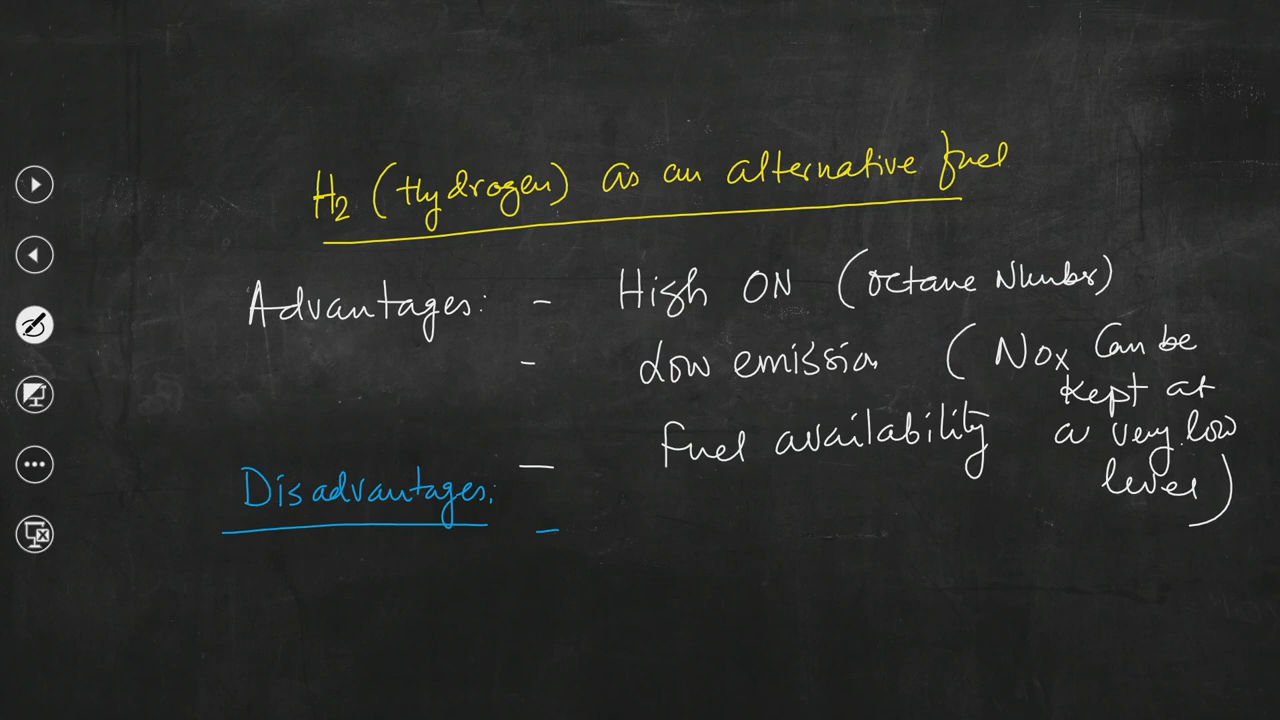 H2 (Hydrogen) as an alternative fuel
Advantages: - High ON (Octane Number)
- Low emission (NOx Can be
kept at
a very low
level)
- Fuel availability
Disadvantages:
-